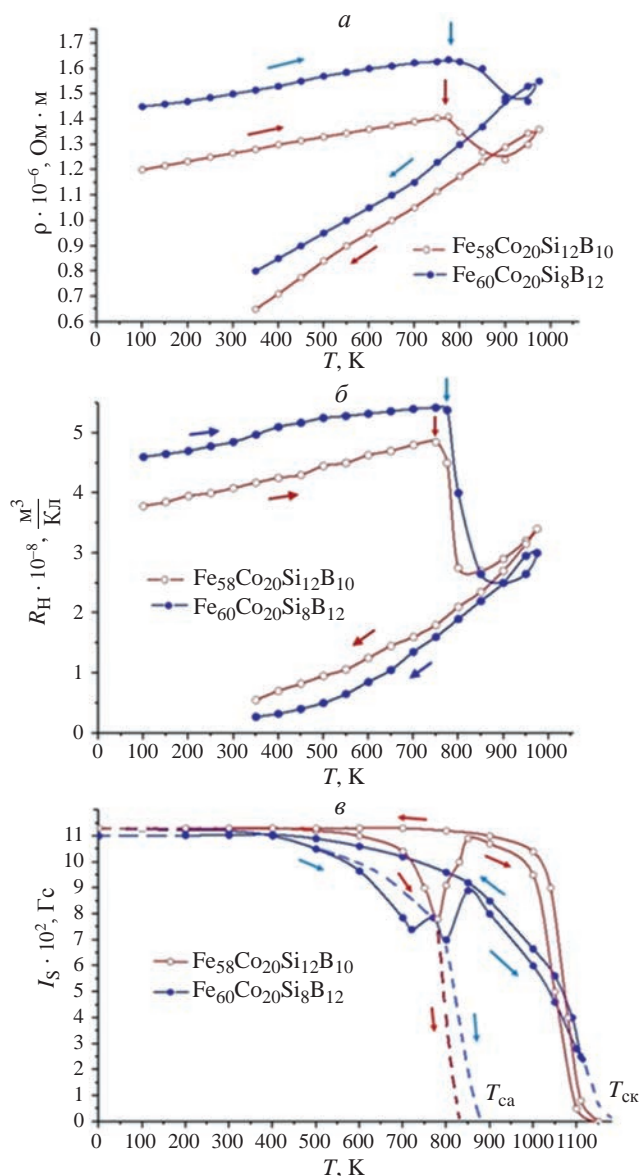 а
1.7
1.6
1.5
1.4
1.3
1.2
1.1
1.0
0.9
0.8
0.7
0.6
ρ · 10⁻⁶, Ом · м
Fe₅₈Co₂₀Si₁₂B₁₀
Fe₆₀Co₂₀Si₈B₁₂
0 100 200 300 400 500 600 700 800 900 1000
T, K
б
5
4
3
2
1
0
R_H · 10⁻⁸, м³/Кл
Fe₅₈Co₂₀Si₁₂B₁₀
Fe₆₀Co₂₀Si₈B₁₂
100 200 300 400 500 600 700 800 900 1000
T, K
в
11
10
9
8
7
6
5
4
3
2
1
0
I_S · 10², Гс
Fe₅₈Co₂₀Si₁₂B₁₀
Fe₆₀Co₂₀Si₈B₁₂
T_са
T_ск
0 100 200 300 400 500 600 700 800 900 1000 1100
T, K